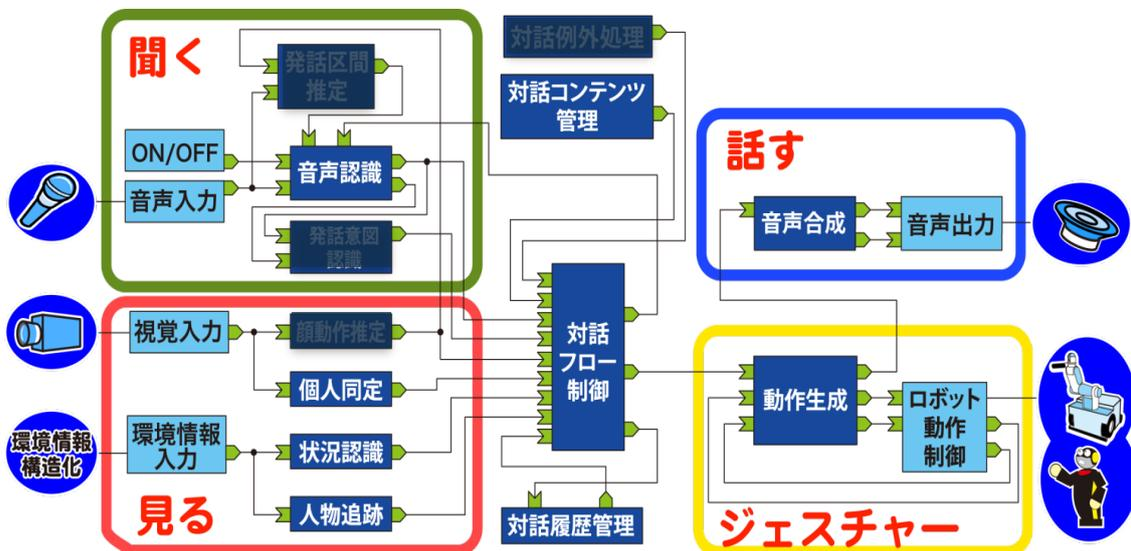 聞く
発話区間
推定
ON/OFF
音声入力
音声認識
発話意図
認識
対話例外処理
対話コンテンツ
管理
話す
音声合成
音声出力
視覚入力
顔動作推定
個人同定
環境情報
構造化
環境情報
入力
状況認識
人物追跡
見る
対話
フロー
制御
対話履歴管理
動作生成
ロボット
動作
制御
ジェスチャー